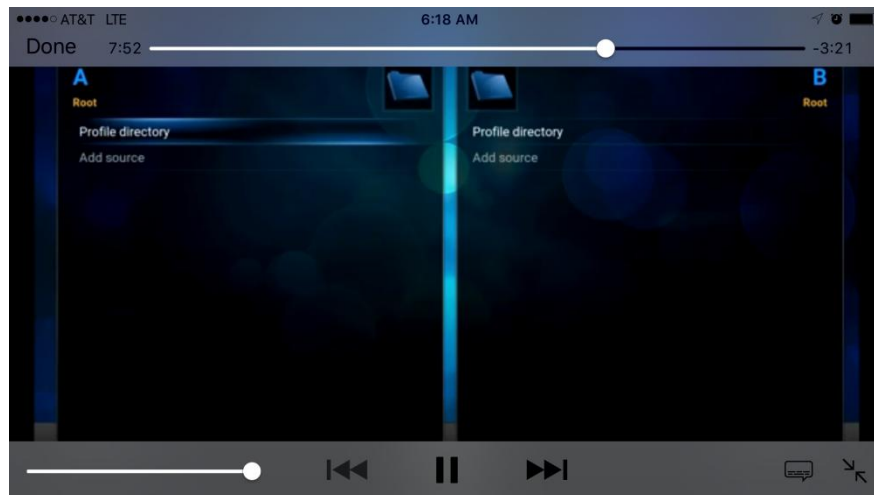 AT&T LTE 6:18 AM
Done 7:52 -3:21
A B
Root Root
Profile directory Profile directory
Add source Add source